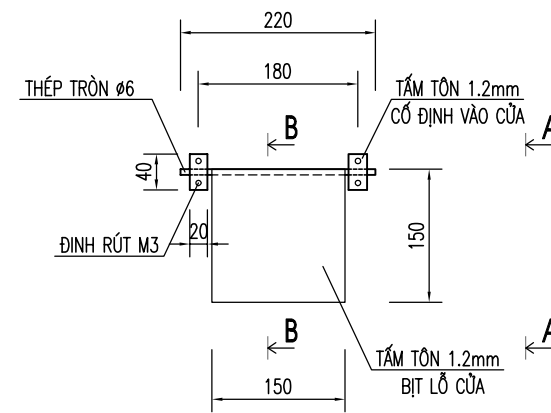 220
180
THÉP TRÒN ø6
TẤM TÔN 1.2mm
CỐ ĐỊNH VÀO CỬA
B
A
40
20
150
ĐINH RÚT M3
B
A
TẤM TÔN 1.2mm
BỊT LỖ CỬA
150